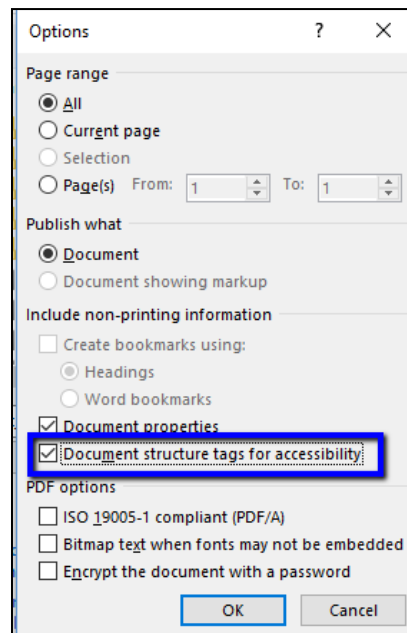 Options ? ×
Page range
All
Current page
Selection
Page(s) From: 1 To: 1
Publish what
Document
Document showing markup
Include non-printing information
Create bookmarks using:
Headings
Word bookmarks
Document properties
Document structure tags for accessibility
PDF options
ISO 19005-1 compliant (PDF/A)
Bitmap text when fonts may not be embedded
Encrypt the document with a password
OK Cancel